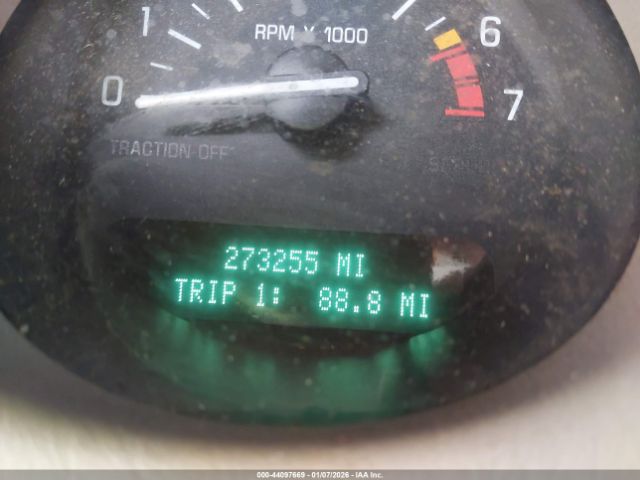 1
6
RPM X 1000
0
7
TRACTION OFF
273255 MI
TRIP 1: 88.8 MI
000-44097669 - 01/07/2026 - IAA Inc.